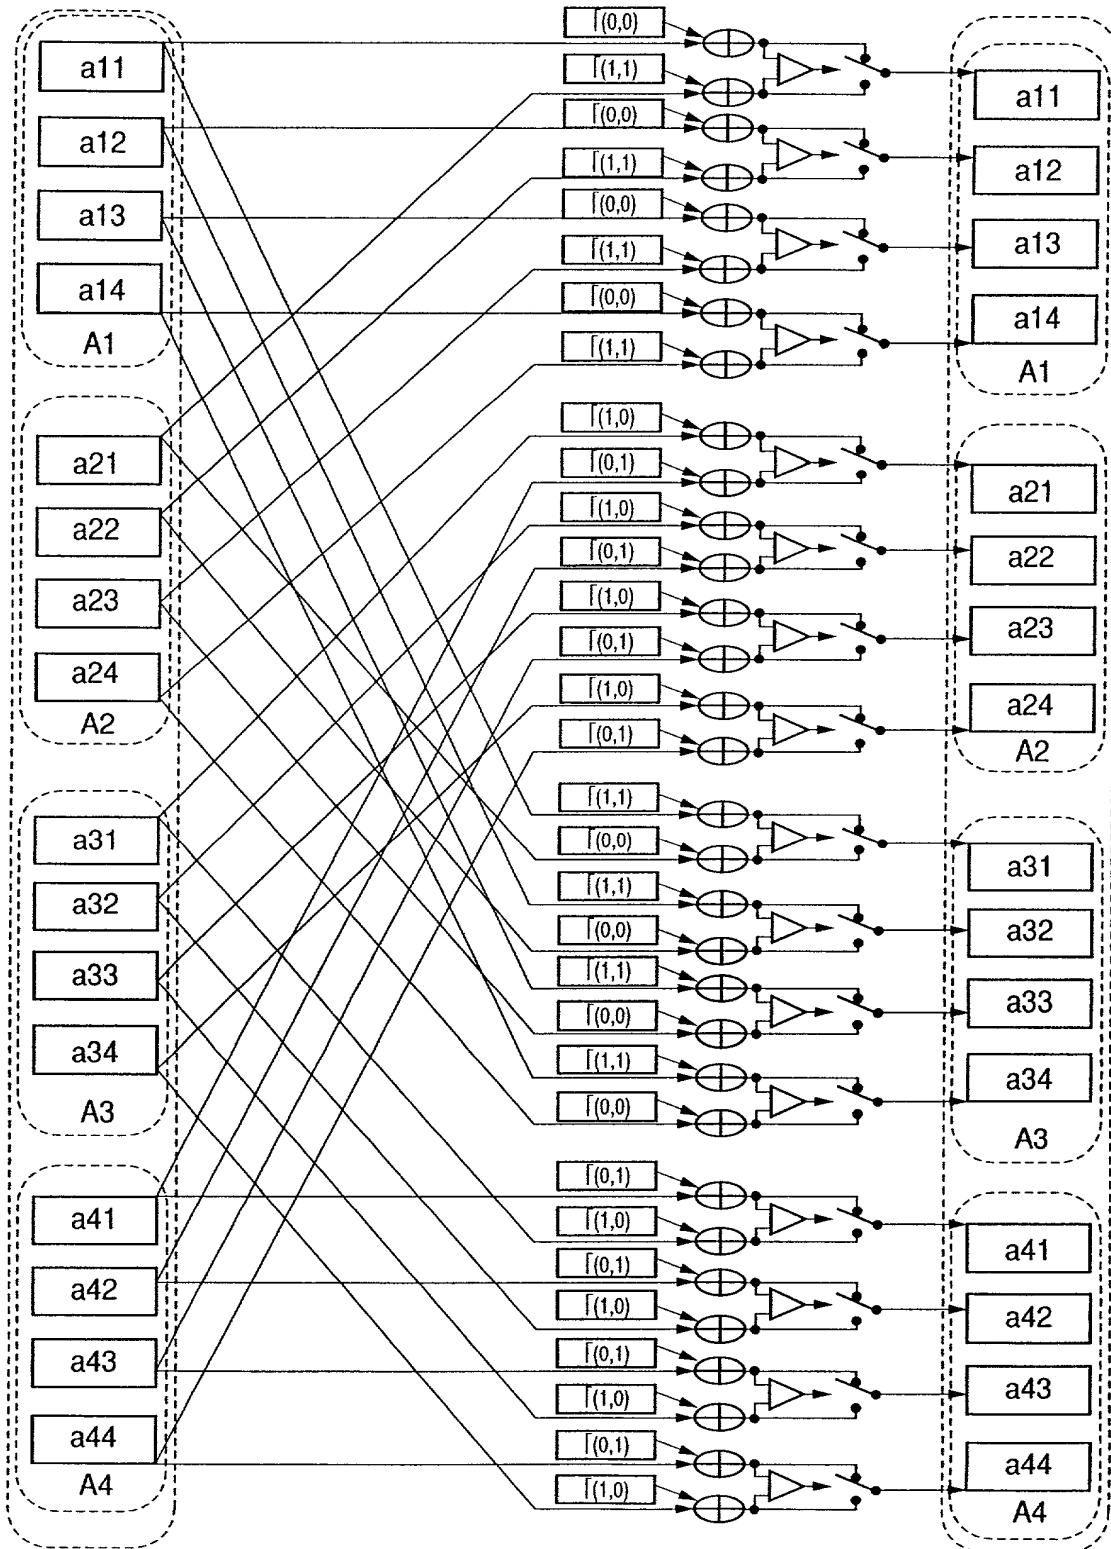 a11
a12
a13
a14
A1
a21
a22
a23
a24
A2
a31
a32
a33
a34
A3
a41
a42
a43
a44
A4
Γ(0,0)
Γ(1,1)
Γ(0,0)
Γ(1,1)
Γ(0,0)
Γ(1,1)
Γ(0,0)
Γ(1,1)
Γ(1,0)
Γ(0,1)
Γ(1,0)
Γ(0,1)
Γ(1,0)
Γ(0,1)
Γ(1,0)
Γ(0,1)
Γ(1,1)
Γ(0,0)
Γ(1,1)
Γ(0,0)
Γ(1,1)
Γ(0,0)
Γ(1,1)
Γ(0,0)
Γ(0,1)
Γ(1,0)
Γ(0,1)
Γ(1,0)
Γ(0,1)
Γ(1,0)
Γ(0,1)
Γ(1,0)
a11
a12
a13
a14
A1
a21
a22
a23
a24
A2
a31
a32
a33
a34
A3
a41
a42
a43
a44
A4